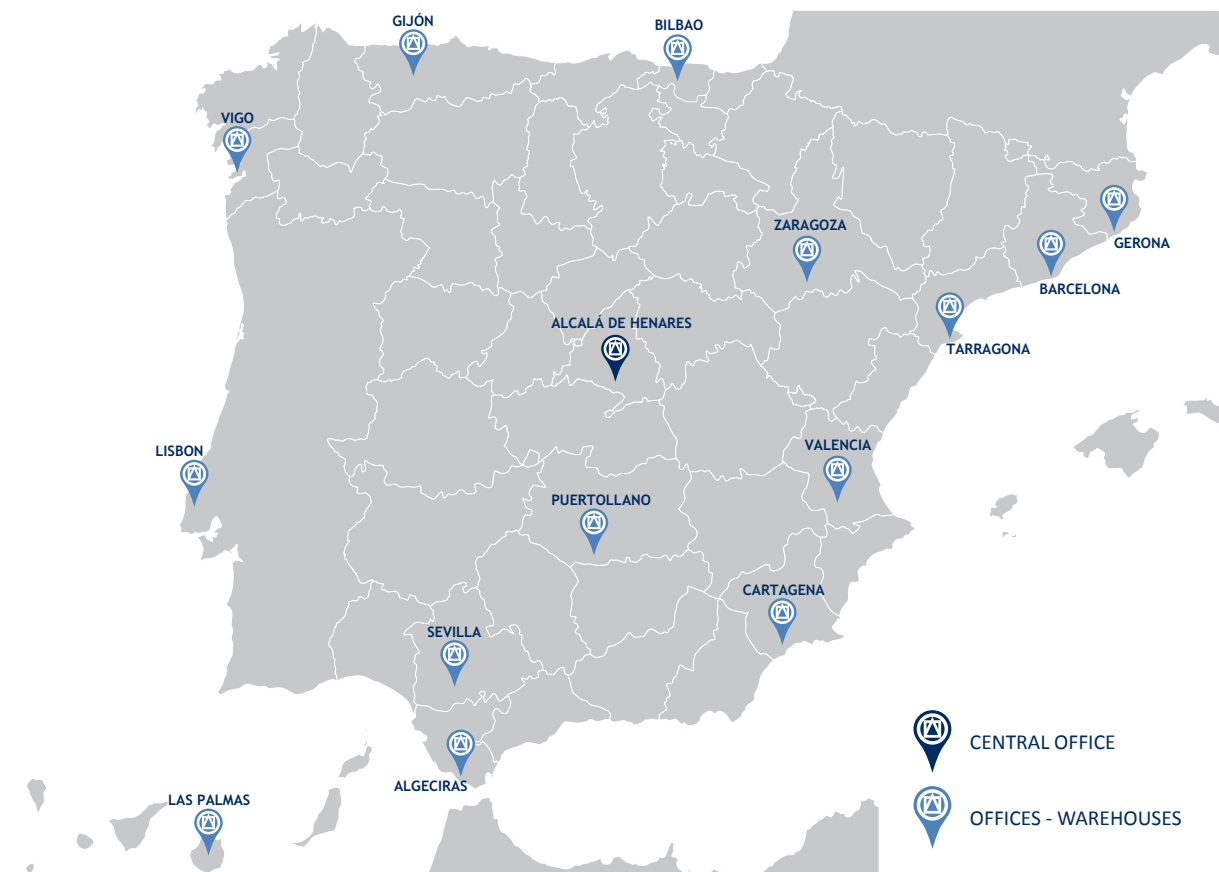 GIJÓN
BILBAO
VIGO
ZARAGOZA
GERONA
BARCELONA
ALCALÁ DE HENARES
TARRAGONA
LISBON
VALENCIA
PUERTOLLANO
CARTAGENA
SEVILLA
CENTRAL OFFICE
ALGECIRAS
LAS PALMAS
OFFICES - WAREHOUSES